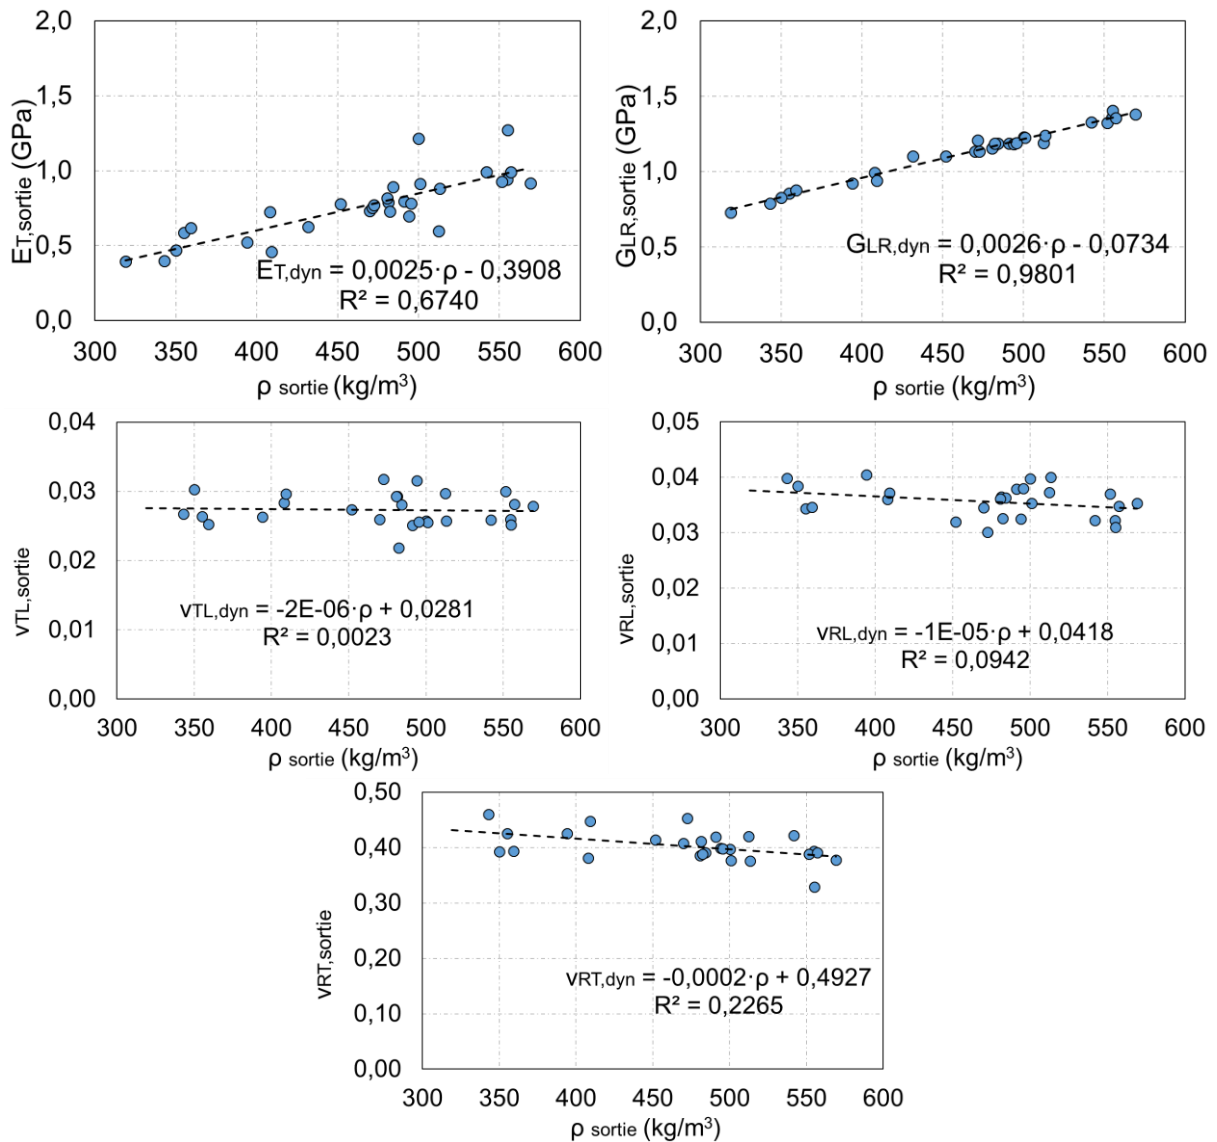 2,0
1,5
1,0
0,5
0,0
ET,sortie (GPa)
ET,dyn = 0,0025·ρ - 0,3908
R² = 0,6740
300 350 400 450 500 550 600
ρ sortie (kg/m³)
2,0
1,5
1,0
0,5
0,0
GLR,sortie (GPa)
GLR,dyn = 0,0026·ρ - 0,0734
R² = 0,9801
300 350 400 450 500 550 600
ρ sortie (kg/m³)
0,04
0,03
0,02
0,01
0,00
νTL,sortie
νTL,dyn = -2E-06·ρ + 0,0281
R² = 0,0023
300 350 400 450 500 550 600
ρ sortie (kg/m³)
0,05
0,04
0,03
0,02
0,01
0,00
νRL,sortie
νRL,dyn = -1E-05·ρ + 0,0418
R² = 0,0942
300 350 400 450 500 550 600
ρ sortie (kg/m³)
0,50
0,40
0,30
0,20
0,10
0,00
νRT,sortie
νRT,dyn = -0,0002·ρ + 0,4927
R² = 0,2265
300 350 400 450 500 550 600
ρ sortie (kg/m³)